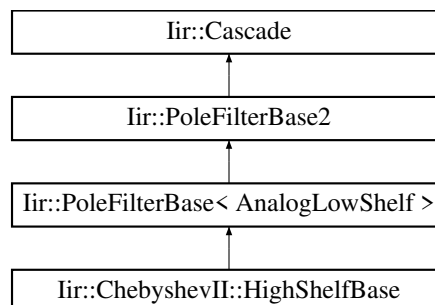 Iir::Cascade
Iir::PoleFilterBase2
Iir::PoleFilterBase< AnalogLowShelf >
Iir::ChebyshevII::HighShelfBase